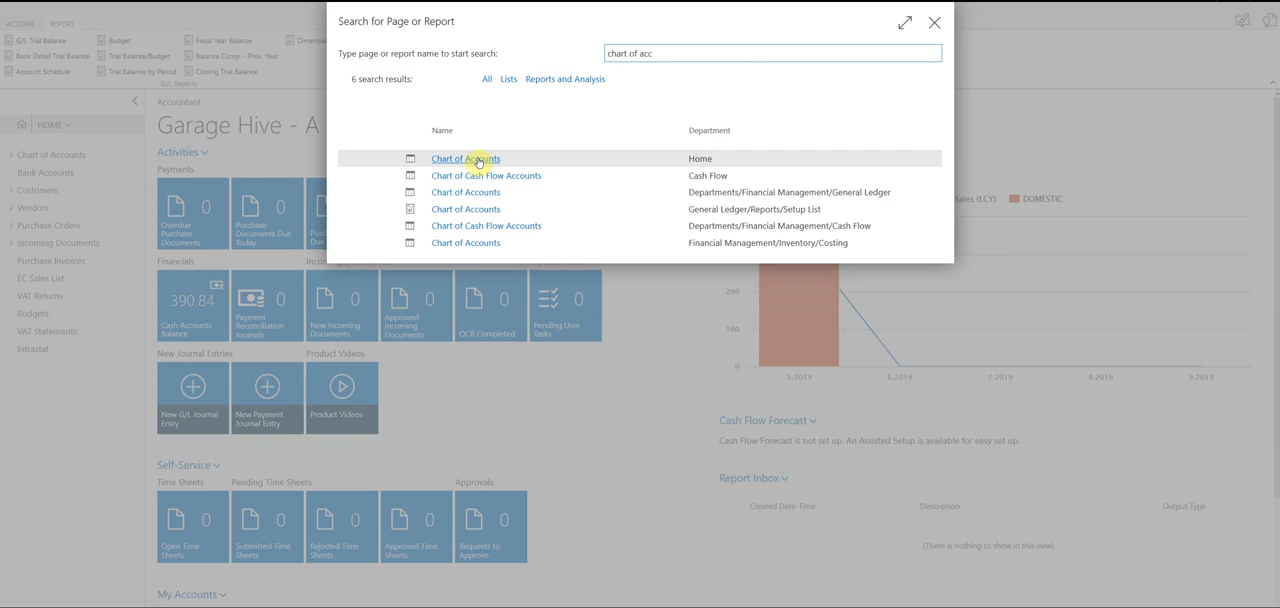 ACTIONS REPORT
G/L Trial Balance
Budget
Fiscal Year Balance
Bank Detail Trial Balance
Trial Balance/Budget
Balance Comp. - Prev. Year
Account Schedule
Trial Balance by Period
Closing Trial Balance
G/L Reports
Search for Page or Report
Type page or report name to start search:
chart of acc
6 search results:
All Lists Reports and Analysis
Name Department
Chart of Accounts Home
Chart of Cash Flow Accounts Cash Flow
Chart of Accounts Departments/Financial Management/General Ledger
Chart of Accounts General Ledger/Reports/Setup List
Chart of Cash Flow Accounts Departments/Financial Management/Cash Flow
Chart of Accounts Financial Management/Inventory/Costing
HOME
Chart of Accounts
Bank Accounts
Customers
Vendors
Purchase Orders
Incoming Documents
Purchase Invoices
EC Sales List
VAT Returns
Budgets
VAT Statements
Intrastat
Accountant
Garage Hive - A
Activities
Payments
0
Overdue Purchase Documents
0
Purchase Documents Due Today
Financials
390.84
Cash Accounts Balance
0
Payment Reconciliation Journals
0
New Incoming Documents
0
Approved Incoming Documents
0
OCR Completed
0
Pending User Tasks
New Journal Entries
Product Videos
New G/L Journal Entry
New Payment Journal Entry
Product Videos
Self-Service
Time Sheets
Pending Time Sheets
Approvals
0
Open Time Sheets
0
Submitted Time Sheets
0
Rejected Time Sheets
0
Approved Time Sheets
0
Requests to Approve
My Accounts
Sales (LCY) DOMESTIC
200
100
0
5.2019 6.2019 7.2019 8.2019 9.2019
Cash Flow Forecast
Cash Flow Forecast is not set up. An Assisted Setup is available for easy set up.
Report Inbox
Created Date-Time Description Output Type
(There is nothing to show in this view)